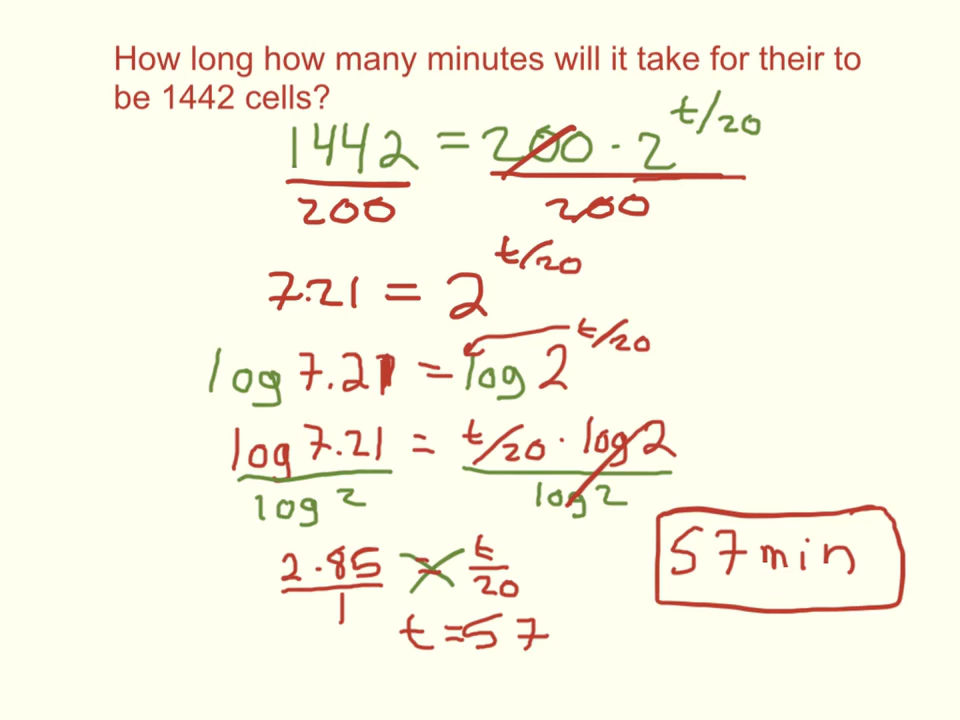 How long how many minutes will it take for their to
be 1442 cells?
1442 = 200 · 2^t/20
200 200
7.21 = 2^t/20
log 7.21 = log 2^t/20
log 7.21 = t/20 · log 2
log 2 log 2
2.85 = t
1 20
57 min
t = 57